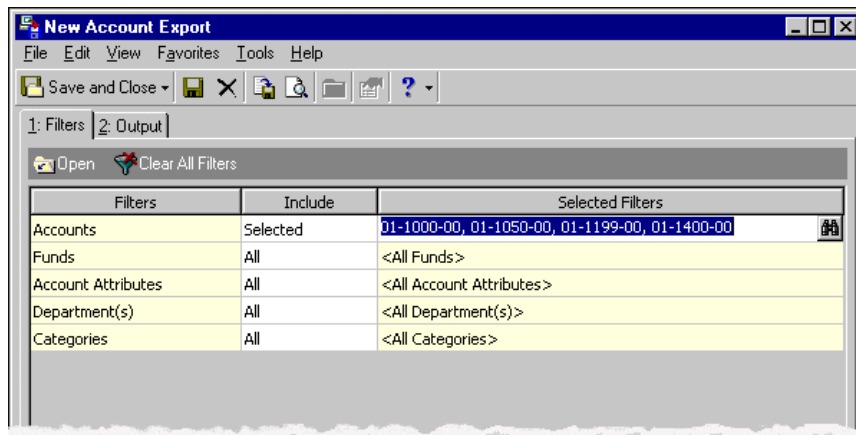 New Account Export
File Edit View Favorites Tools Help
Save and Close ?
1: Filters 2: Output
Open Clear All Filters
Filters Include Selected Filters
Accounts Selected 01-1000-00, 01-1050-00, 01-1199-00, 01-1400-00
Funds All <All Funds>
Account Attributes All <All Account Attributes>
Department(s) All <All Department(s)>
Categories All <All Categories>